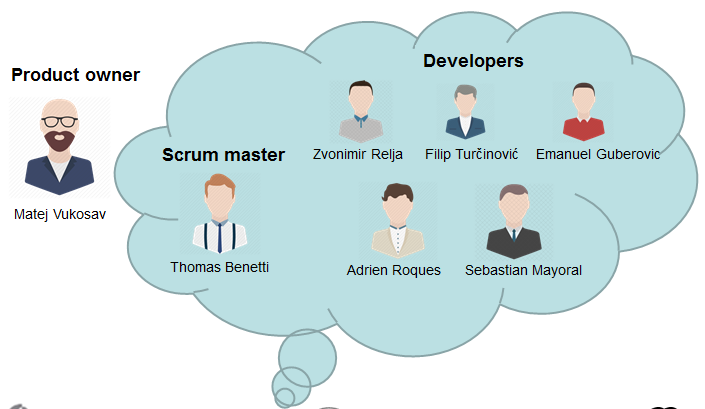 Product owner
Matej Vukosav
Scrum master
Thomas Benetti
Developers
Zvonimir Relja
Filip Turčinović
Emanuel Guberovic
Adrien Roques
Sebastian Mayoral